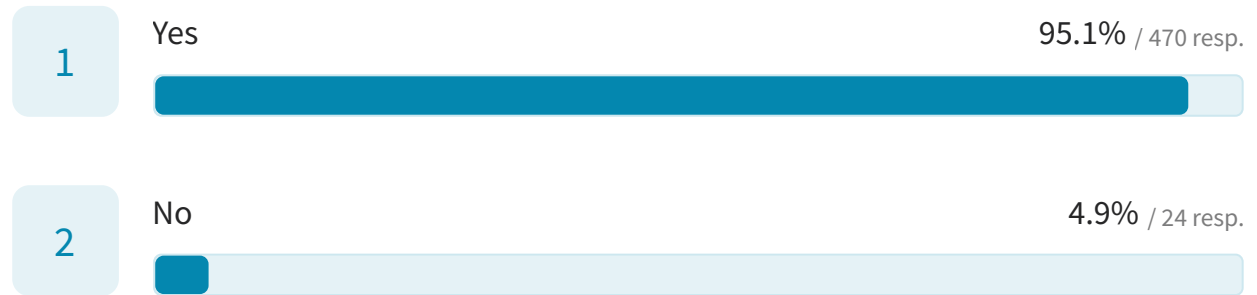 1 Yes 95.1% / 470 resp.
2 No 4.9% / 24 resp.